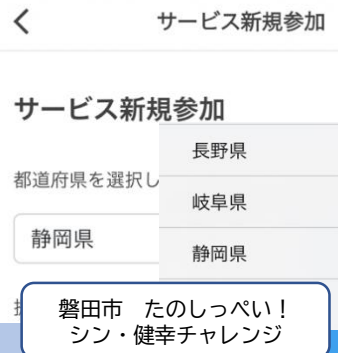 サービス新規参加
サービス新規参加
都道府県を選択し
静岡県
長野県
岐阜県
静岡県
磐田市　たのしっぺい！
シン・健幸チャレンジ